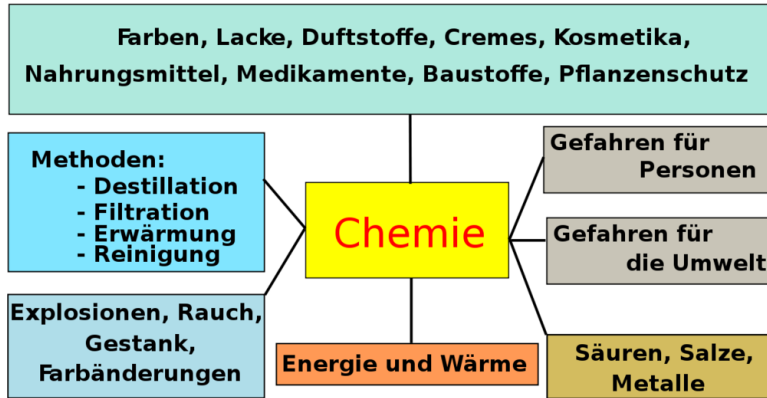 Farben, Lacke, Duftstoffe, Cremes, Kosmetika,
Nahrungsmittel, Medikamente, Baustoffe, Pflanzenschutz
Methoden:
- Destillation
- Filtration
- Erwärmung
- Reinigung
Chemie
Gefahren für
Personen
Gefahren für
die Umwelt
Explosionen, Rauch,
Gestank,
Farbänderungen
Energie und Wärme
Säuren, Salze,
Metalle